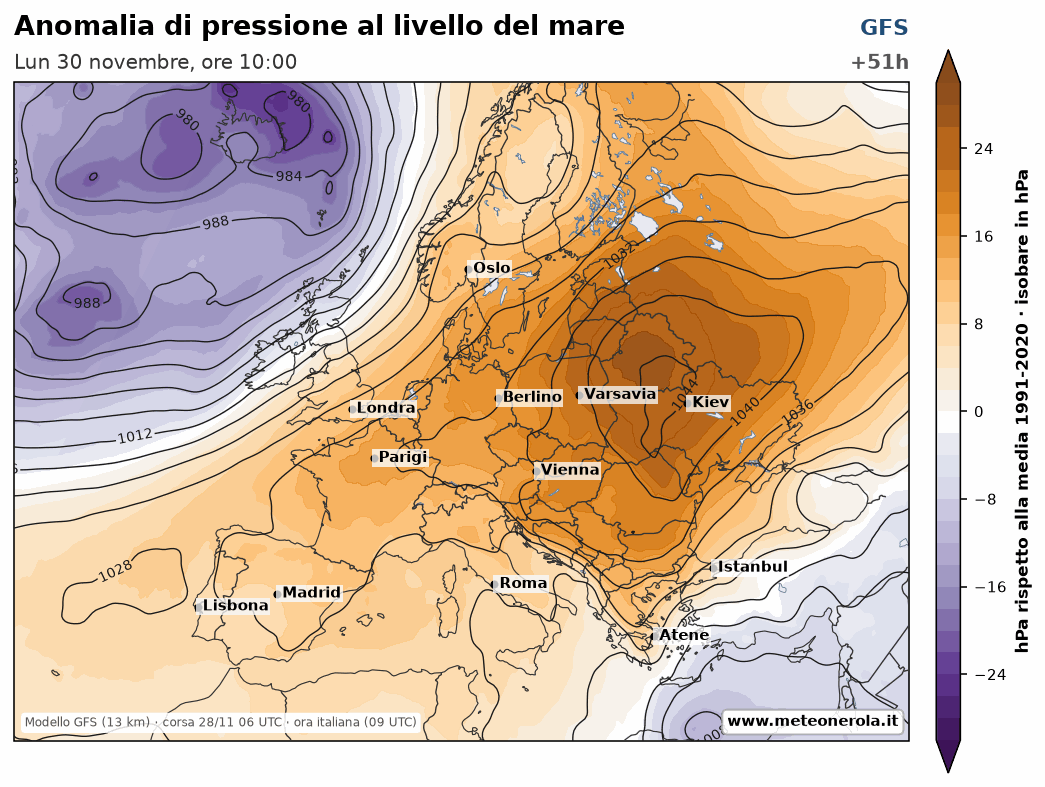 Anomalia di pressione al livello del mare
GFS
Lun 30 novembre, ore 10:00
+51h
980
980
984
988
988
1032
Oslo
24
16
8
0
−8
−16
−24
hPa rispetto alla media 1991-2020 · isobare in hPa
Londra
Berlino
Varsavia
Kiev
1044
1040
1036
1012
Parigi
Vienna
1028
Madrid
Lisbona
Roma
Istanbul
Atene
Modello GFS (13 km) · corsa 28/11 06 UTC · ora italiana (09 UTC)
www.meteonerola.it